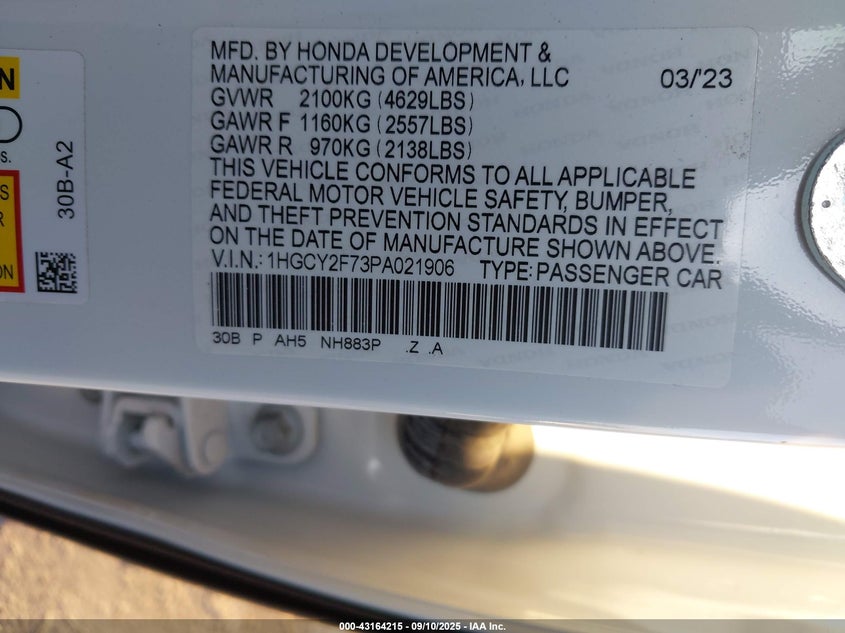 MFD. BY HONDA DEVELOPMENT &
MANUFACTURING OF AMERICA, LLC 03/'23
GVWR 2100KG (4629LBS)
GAWR F 1160KG (2557LBS)
GAWR R 970KG (2138LBS)
THIS VEHICLE CONFORMS TO ALL APPLICABLE
FEDERAL MOTOR VEHICLE SAFETY, BUMPER,
AND THEFT PREVENTION STANDARDS IN EFFECT
ON THE DATE OF MANUFACTURE SHOWN ABOVE.
V.I.N.: 1HGCY2F73PA021906 TYPE: PASSENGER CAR
30B P AH5 NH883P .Z .A
30B-A2
000-43164215 - 09/10/2025 - IAA Inc.